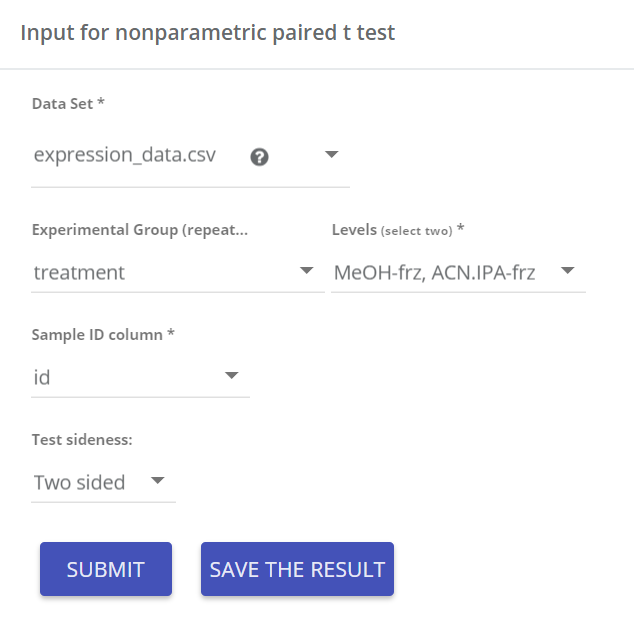 Input for nonparametric paired t test
Data Set *
expression_data.csv ?
Experimental Group (repeat... Levels (select two) *
treatment MeOH-frz, ACN.IPA-frz
Sample ID column *
id
Test sideness:
Two sided
SUBMIT SAVE THE RESULT